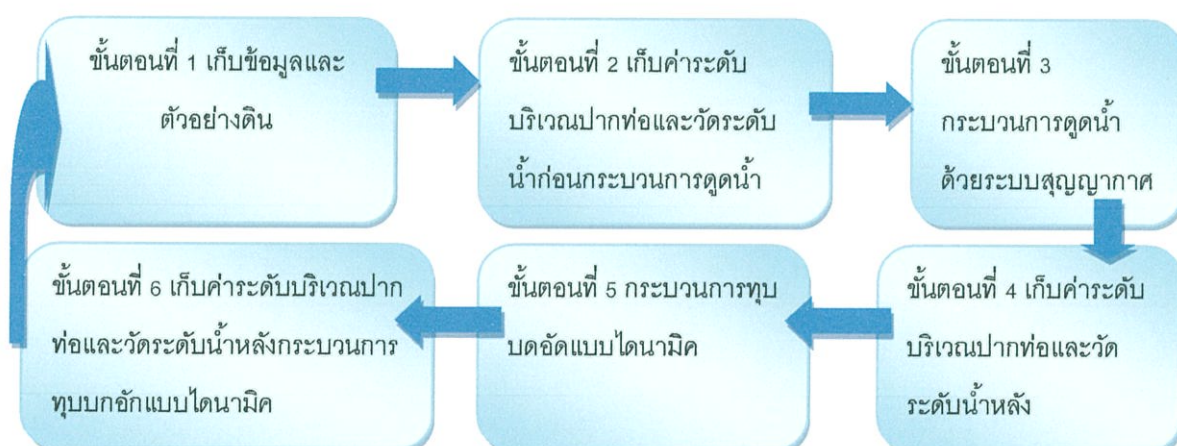 ขั้นตอนที่ 1 เก็บข้อมูลและ
ตัวอย่างดิน
ขั้นตอนที่ 2 เก็บค่าระดับ
บริเวณปากท่อและวัดระดับ
น้ำก่อนกระบวนการดูดน้ำ
ขั้นตอนที่ 3
กระบวนการดูดน้ำ
ด้วยระบบสุญญากาศ
ขั้นตอนที่ 4 เก็บค่าระดับ
บริเวณปากท่อและวัด
ระดับน้ำหลัง
ขั้นตอนที่ 5 กระบวนการทุบ
บดอัดแบบไดนามิค
ขั้นตอนที่ 6 เก็บค่าระดับบริเวณปาก
ท่อและวัดระดับน้ำหลังกระบวนการ
ทุบบกอักแบบไดนามิค